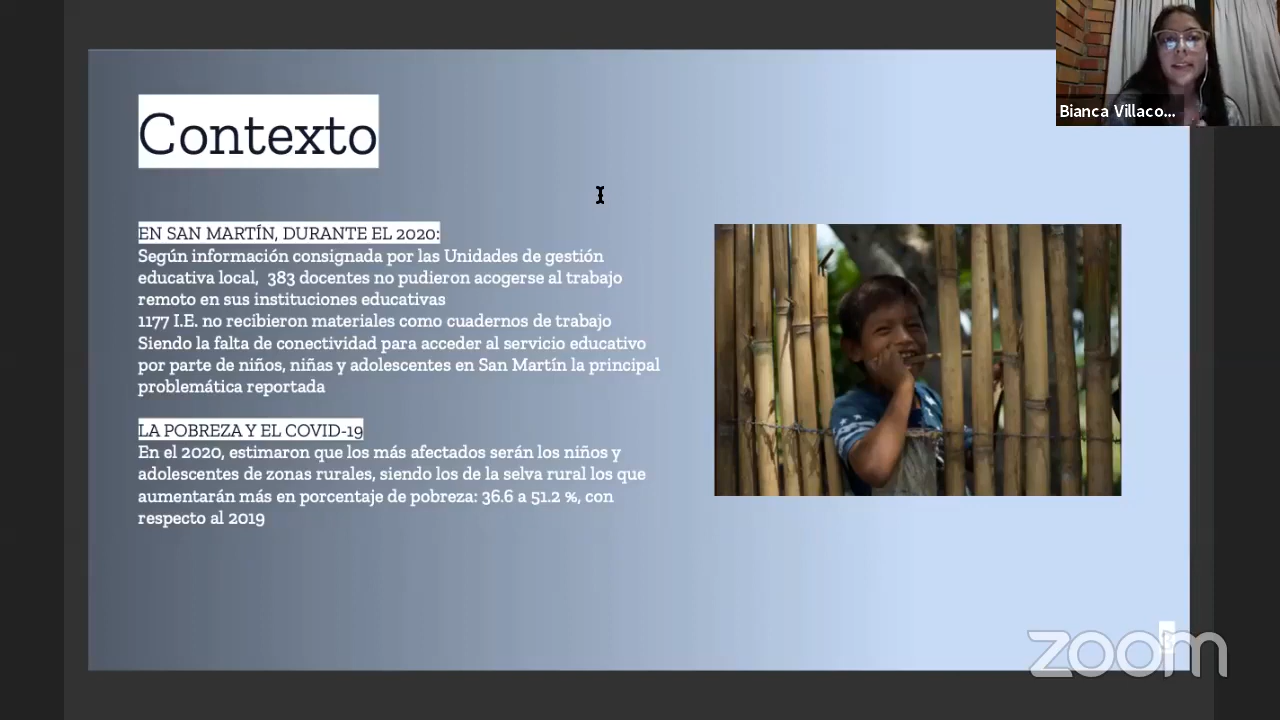 Contexto
EN SAN MARTÍN, DURANTE EL 2020:
Según información consignada por las Unidades de gestión
educativa local, 383 docentes no pudieron acogerse al trabajo
remoto en sus instituciones educativas
1177 I.E. no recibieron materiales como cuadernos de trabajo
Siendo la falta de conectividad para acceder al servicio educativo
por parte de niños, niñas y adolescentes en San Martín la principal
problemática reportada
LA POBREZA Y EL COVID-19
En el 2020, estimaron que los más afectados serán los niños y
adolescentes de zonas rurales, siendo los de la selva rural los que
aumentarán más en porcentaje de pobreza: 36.6 a 51.2 %, con
respecto al 2019
Bianca Villaco...
zoom